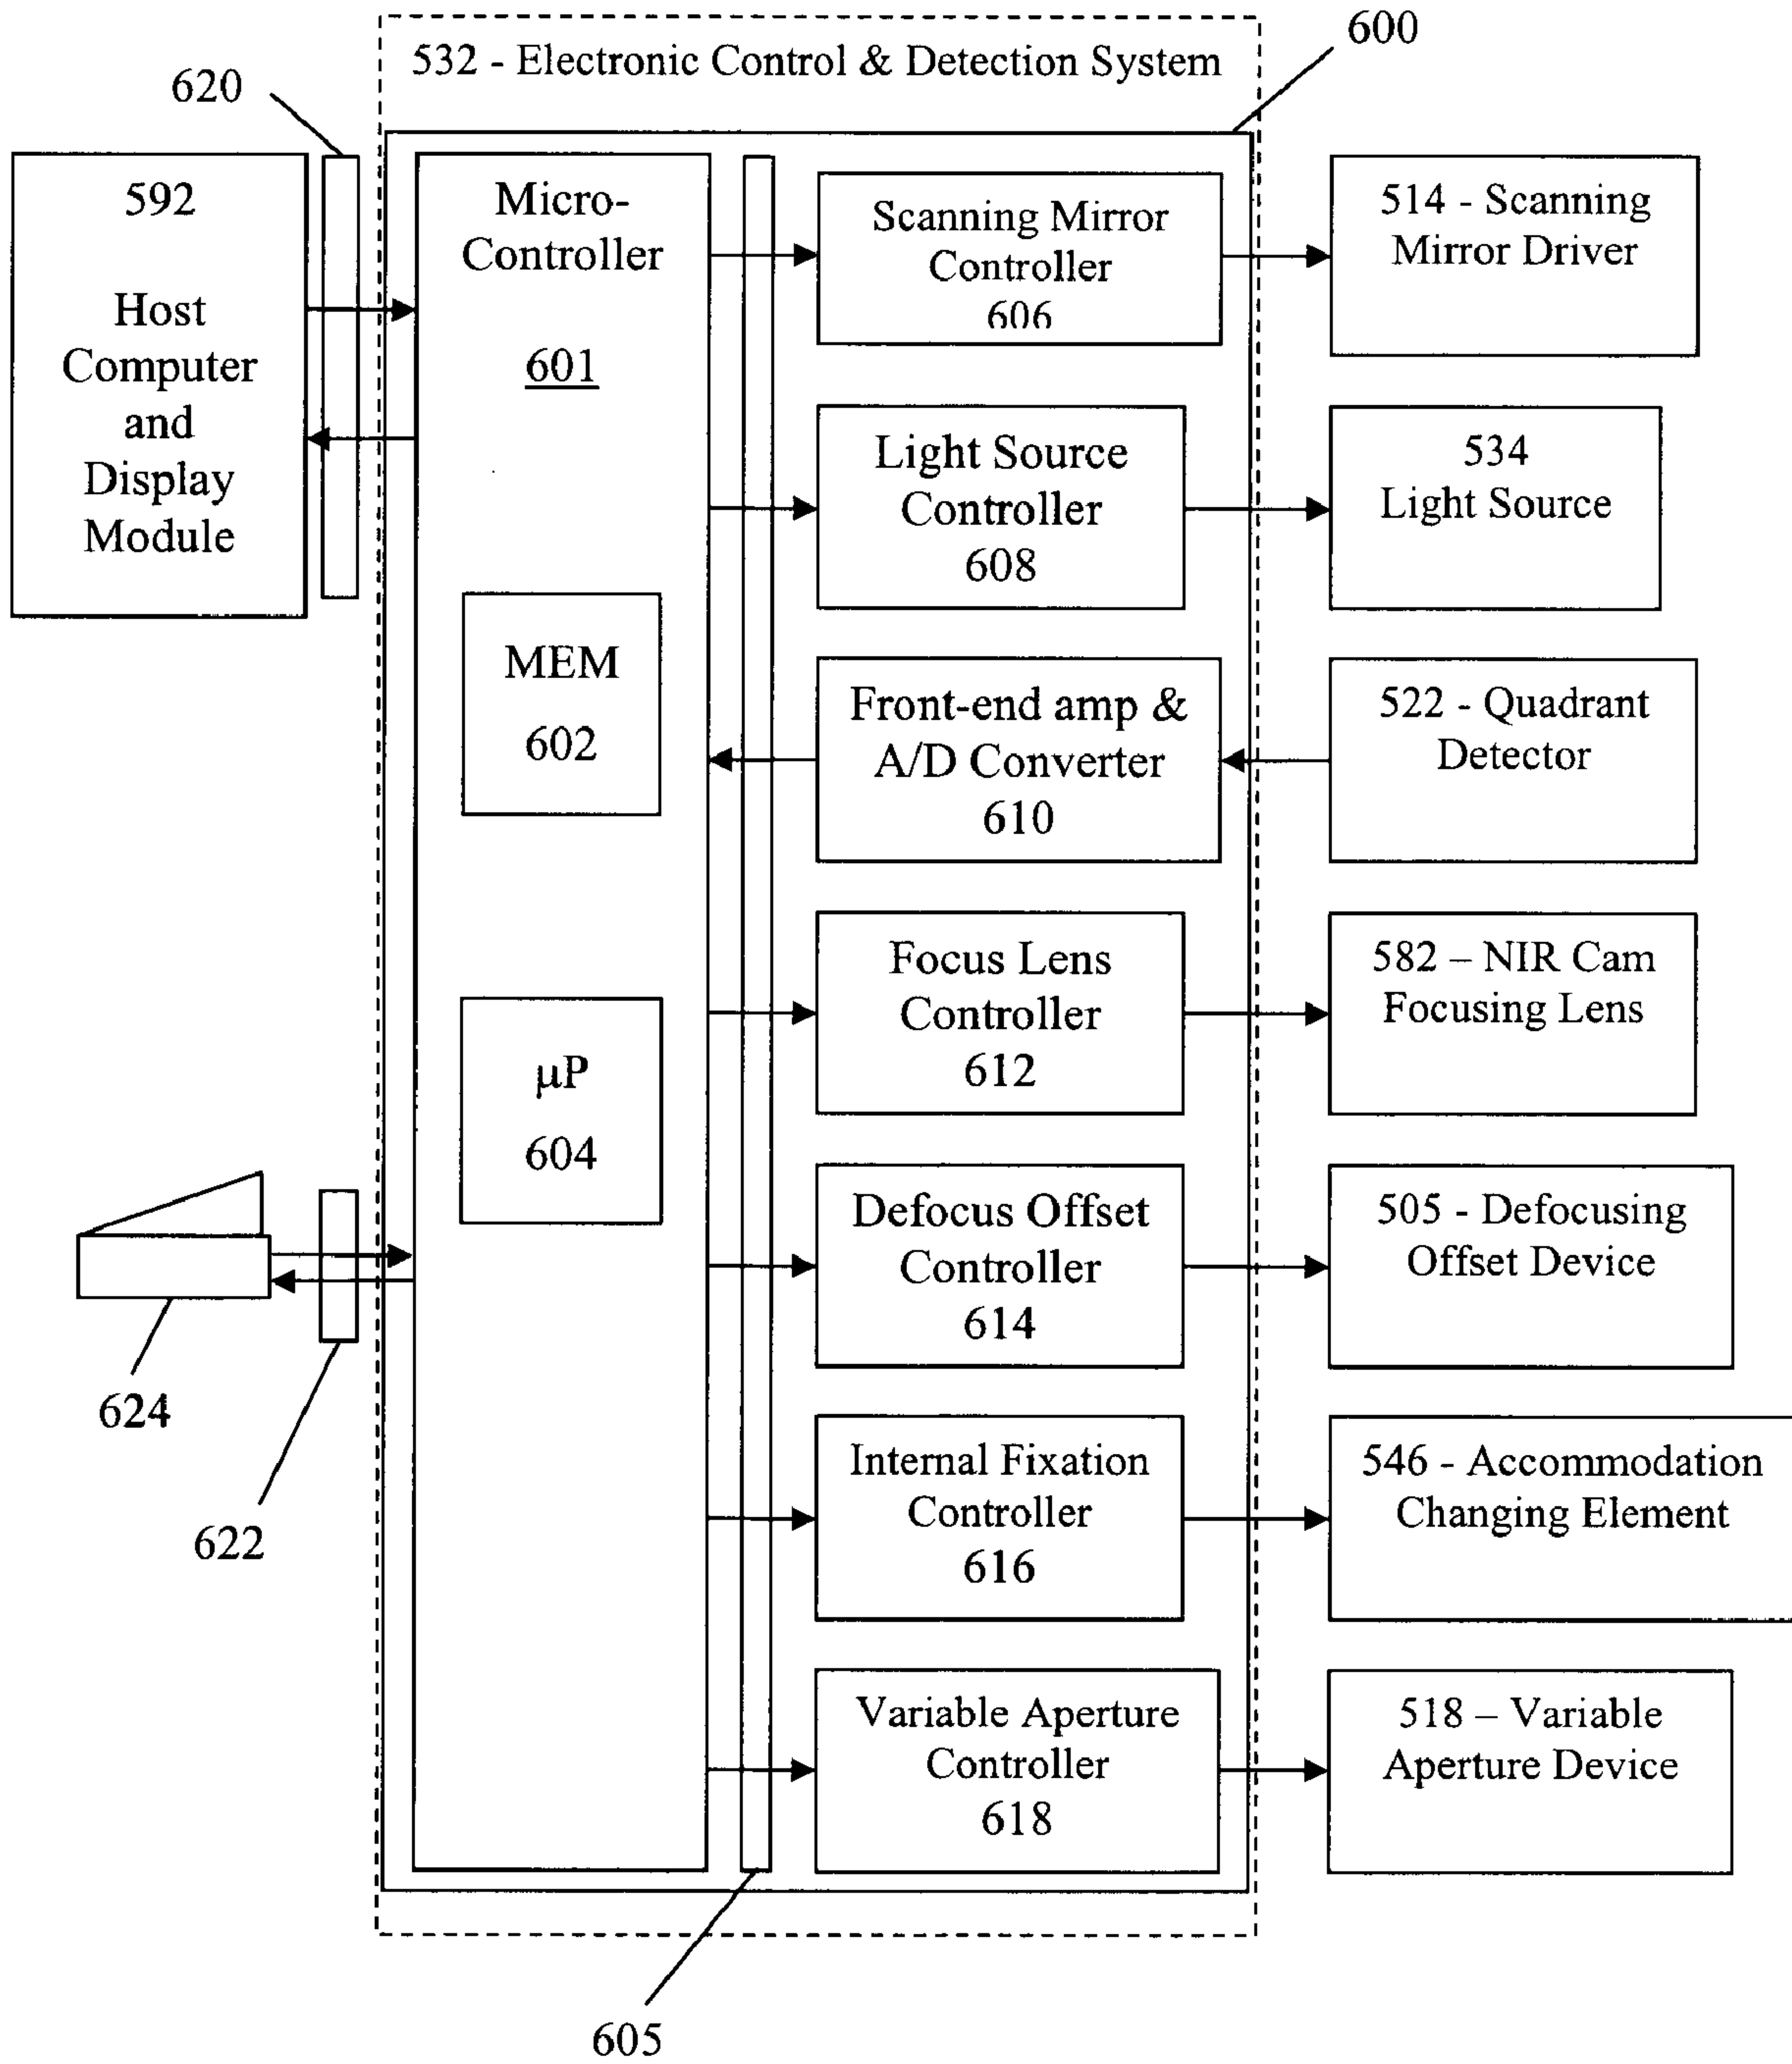 532 - Electronic Control & Detection System
600
620
592
Host
Computer
and
Display
Module
Micro-
Controller
601
MEM
602
µP
604
Scanning Mirror
Controller
606
514 - Scanning
Mirror Driver
Light Source
Controller
608
534
Light Source
Front-end amp &
A/D Converter
610
522 - Quadrant
Detector
Focus Lens
Controller
612
582 – NIR Cam
Focusing Lens
Defocus Offset
Controller
614
505 - Defocusing
Offset Device
Internal Fixation
Controller
616
546 - Accommodation
Changing Element
Variable Aperture
Controller
618
518 – Variable
Aperture Device
624
622
605